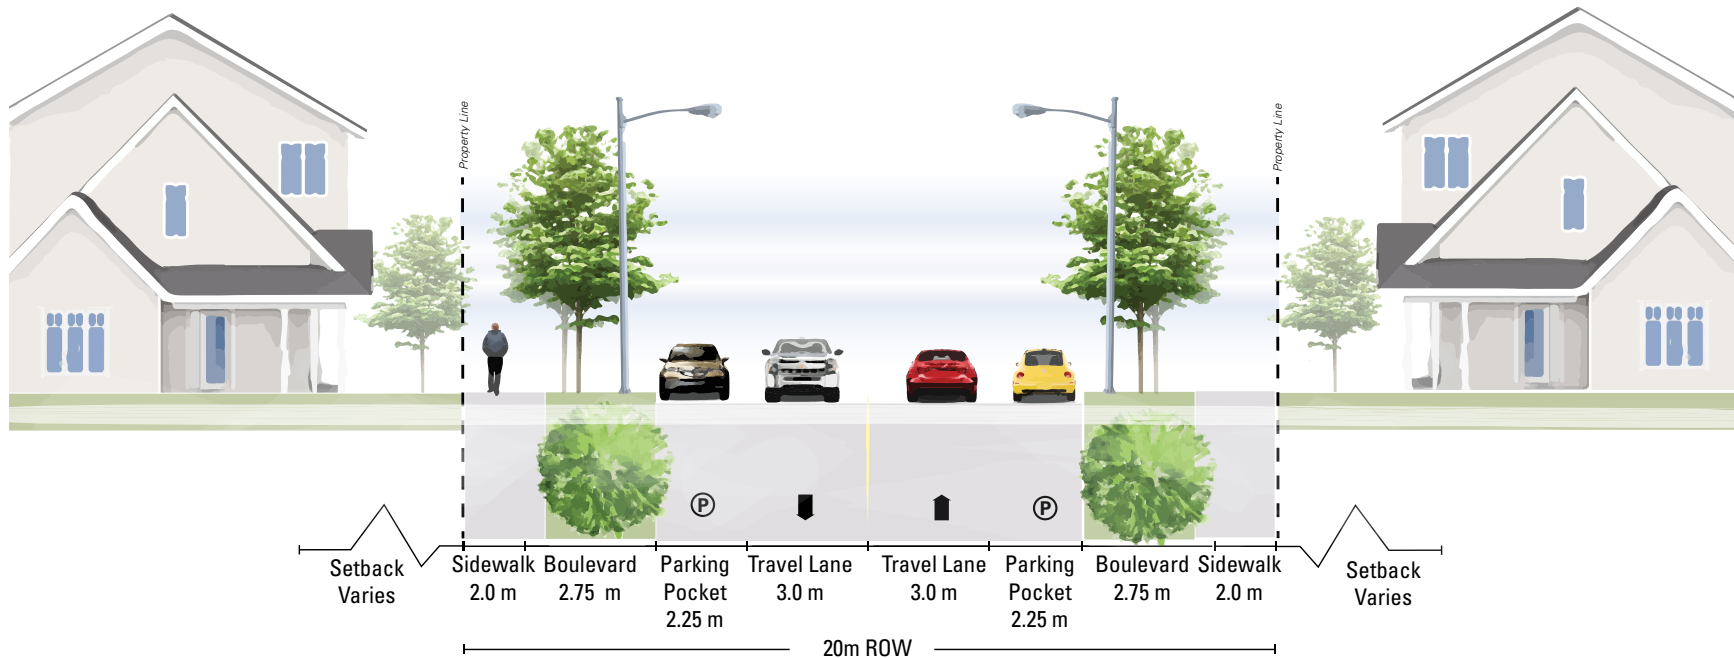 Property Line
Property Line
P
P
Setback
Varies
Sidewalk
2.0 m
Boulevard
2.75 m
Parking
Pocket
2.25 m
Travel Lane
3.0 m
Travel Lane
3.0 m
Parking
Pocket
2.25 m
Boulevard
2.75 m
Sidewalk
2.0 m
Setback
Varies
20m ROW